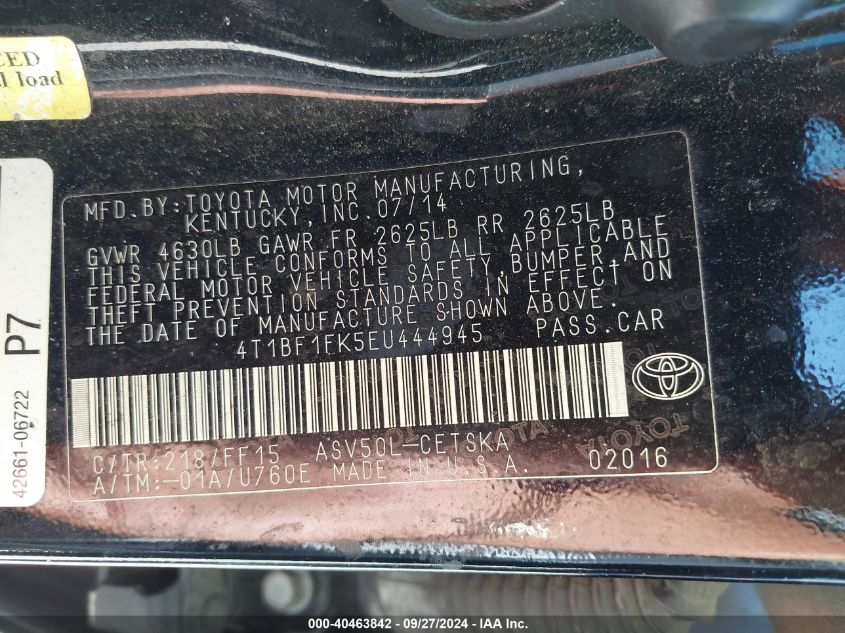 CEED
d load
P7
42661-06722
MFD.BY:TOYOTA MOTOR MANUFACTURING,
KENTUCKY,INC.07/14
GVWR 4630LB GAWR FR 2625LB RR 2625LB
THIS VEHICLE CONFORMS TO ALL APPLICABLE
FEDERAL MOTOR VEHICLE SAFETY,BUMPER,AND
THEFT PREVENTION STANDARDS IN EFFECT ON
THE DATE OF MANUFACTURE SHOWN ABOVE.
4T1BF1FK5EU444945 PASS.CAR
C/TR:218/FF15 ASV50L-CETSKA
A/TM:-01A/U760E MADE IN U.S.A. 02016
000-40463842 - 09/27/2024 - IAA Inc.